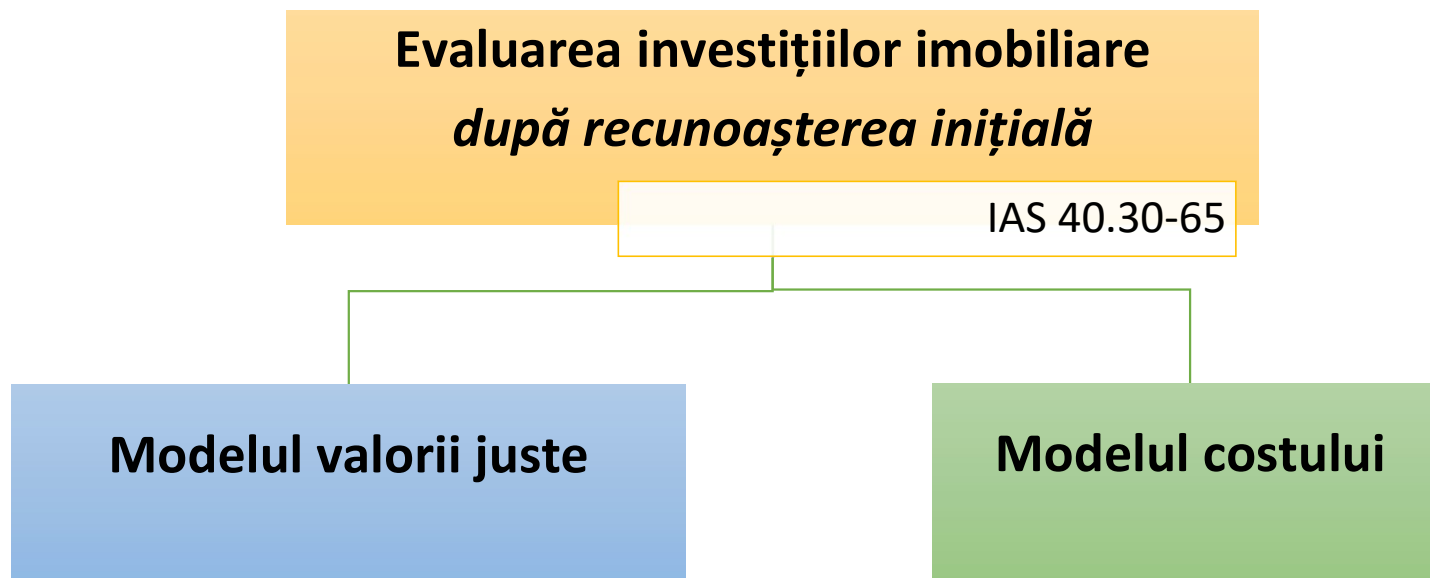 Evaluarea investițiilor imobiliare
după recunoașterea inițială
IAS 40.30-65
Modelul valorii juste
Modelul costului